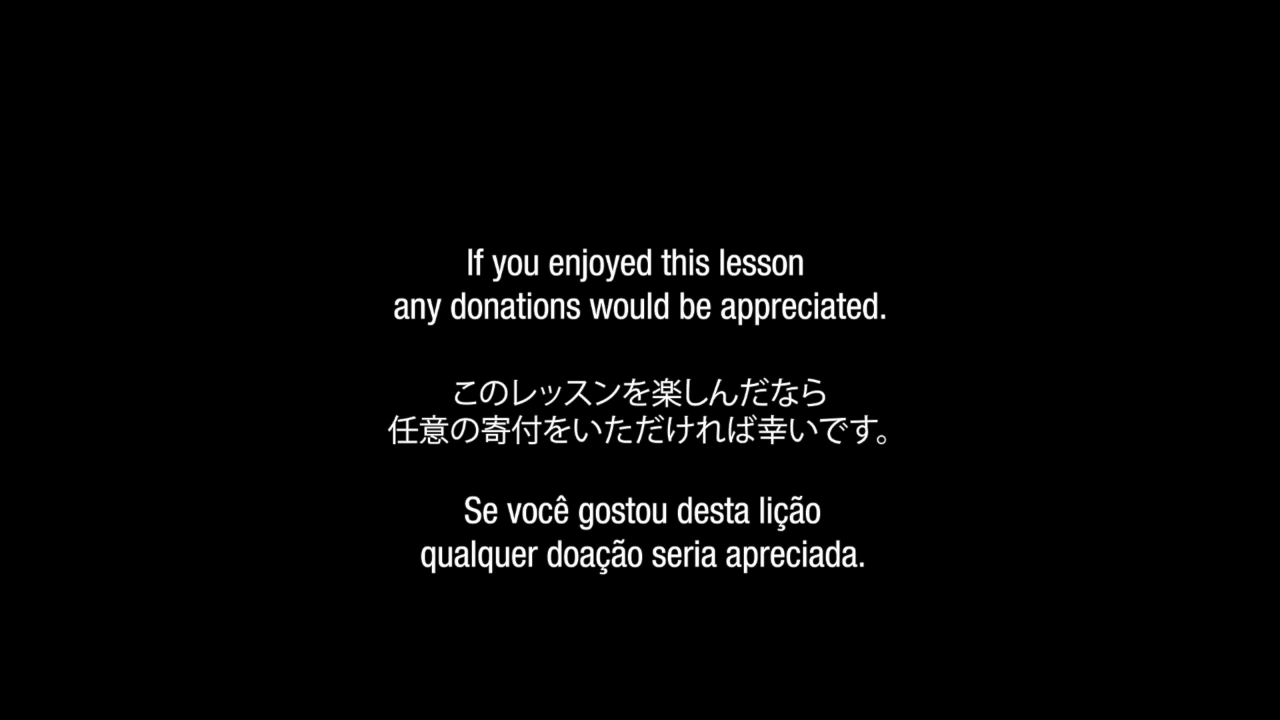 If you enjoyed this lesson
any donations would be appreciated.
このレッスンを楽しんだなら
任意の寄付をいただければ幸いです。
Se você gostou desta lição
qualquer doação seria apreciada.